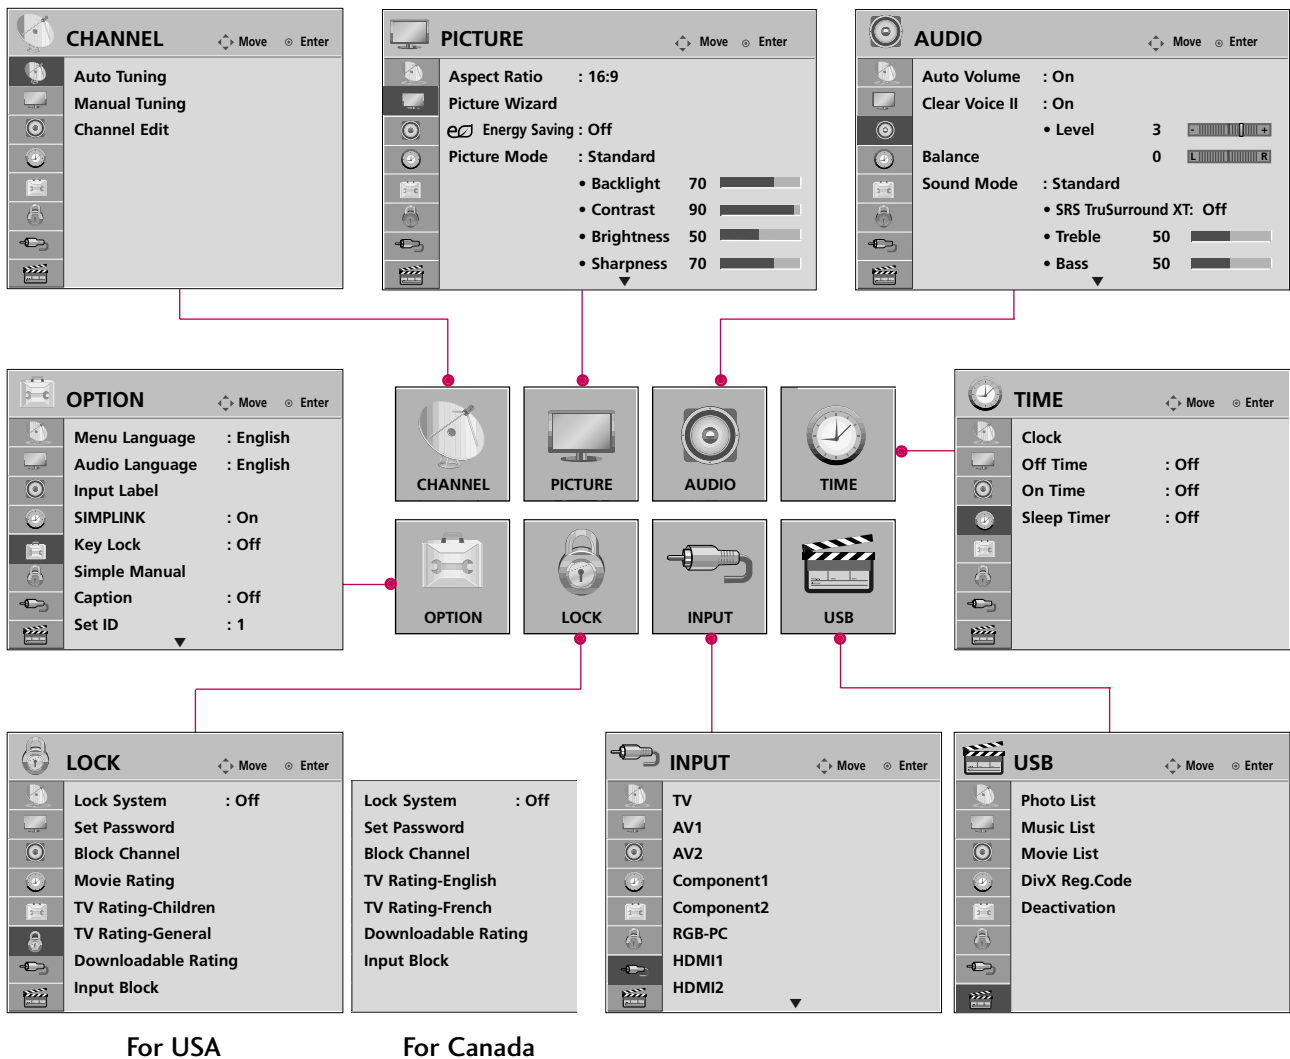 CHANNEL Move Enter
Auto Tuning
Manual Tuning
Channel Edit
PICTURE Move Enter
Aspect Ratio : 16:9
Picture Wizard
e Energy Saving : Off
Picture Mode : Standard
• Backlight 70
• Contrast 90
• Brightness 50
• Sharpness 70
AUDIO Move Enter
Auto Volume : On
Clear Voice II : On
• Level 3 - +
Balance 0 L R
Sound Mode : Standard
• SRS TruSurround XT: Off
• Treble 50
• Bass 50
OPTION Move Enter
Menu Language : English
Audio Language : English
Input Label
SIMPLINK : On
Key Lock : Off
Simple Manual
Caption : Off
Set ID : 1
CHANNEL
PICTURE
AUDIO
TIME
OPTION
LOCK
INPUT
USB
TIME Move Enter
Clock
Off Time : Off
On Time : Off
Sleep Timer : Off
LOCK Move Enter
Lock System : Off
Set Password
Block Channel
Movie Rating
TV Rating-Children
TV Rating-General
Downloadable Rating
Input Block
For USA
Lock System : Off
Set Password
Block Channel
TV Rating-English
TV Rating-French
Downloadable Rating
Input Block
For Canada
INPUT Move Enter
TV
AV1
AV2
Component1
Component2
RGB-PC
HDMI1
HDMI2
USB Move Enter
Photo List
Music List
Movie List
DivX Reg.Code
Deactivation